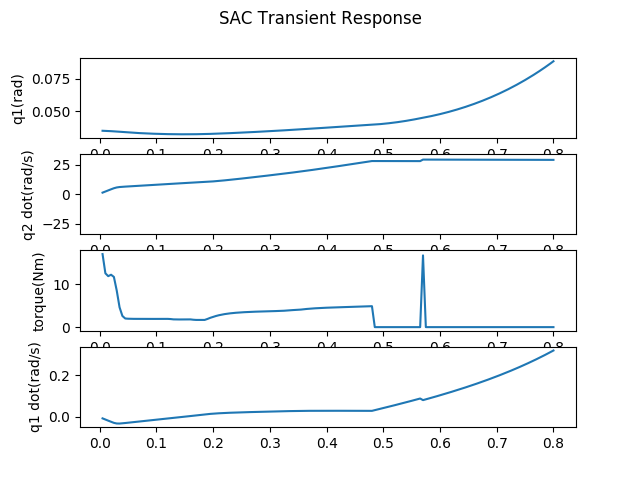 SAC Transient Response
q1(rad)
0.075
0.050
0.0 0.1 0.2 0.3 0.4 0.5 0.6 0.7 0.8
q2 dot(rad/s)
25
0
−25
0.0 0.1 0.2 0.3 0.4 0.5 0.6 0.7 0.8
torque(Nm)
10
0
0.0 0.1 0.2 0.3 0.4 0.5 0.6 0.7 0.8
q1 dot(rad/s)
0.2
0.0
0.0 0.1 0.2 0.3 0.4 0.5 0.6 0.7 0.8